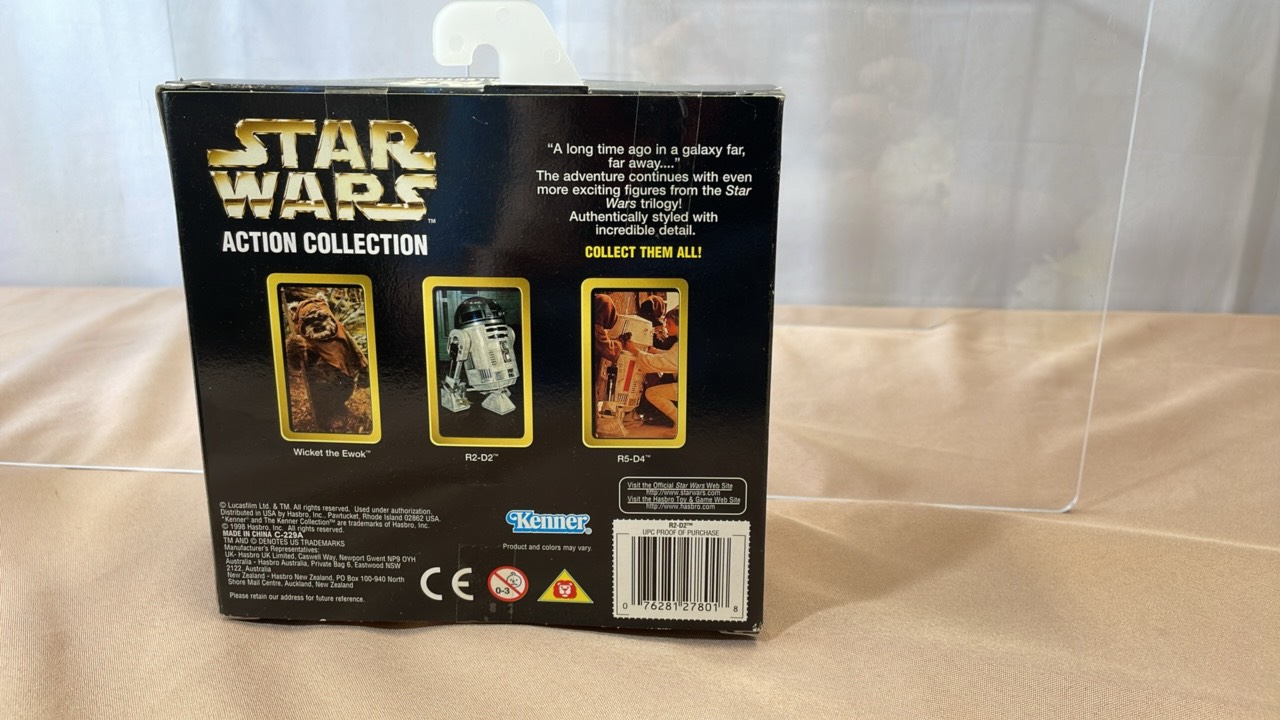 STAR
WARS™
ACTION COLLECTION
“A long time ago in a galaxy far,
far away....”
The adventure continues with even
more exciting figures from the Star
Wars trilogy!
Authentically styled with
incredible detail.
COLLECT THEM ALL!
Wicket the Ewok™
R2-D2™
R5-D4™
© Lucasfilm Ltd. & TM. All rights reserved. Used under authorization.
Distributed in USA by Hasbro, Inc., Pawtucket, Rhode Island 02862 USA.
"Kenner" and The Kenner Collection™ are trademarks of Hasbro, Inc.
© 1998 Hasbro, Inc. All rights reserved.
MADE IN CHINA C-229A
TM AND © DENOTES US TRADEMARKS
Manufacturer's Representatives:
UK- Hasbro UK Limited, Caswell Way, Newport Gwent NP9 OYH
Australia - Hasbro Australia, Private Bag 6, Eastwood NSW
2122, Australia
New Zealand - Hasbro New Zealand, PO Box 100-940 North
Shore Mail Centre, Auckland, New Zealand
Please retain our address for future reference.
Kenner®
Product and colors may vary.
CE
0-3
Visit the Official Star Wars Web Site
http://www.starwars.com
Visit the Hasbro Toy & Game Web Site
http://www.hasbro.com
R2-D2™
UPC PROOF OF PURCHASE
0 76281 27801 8